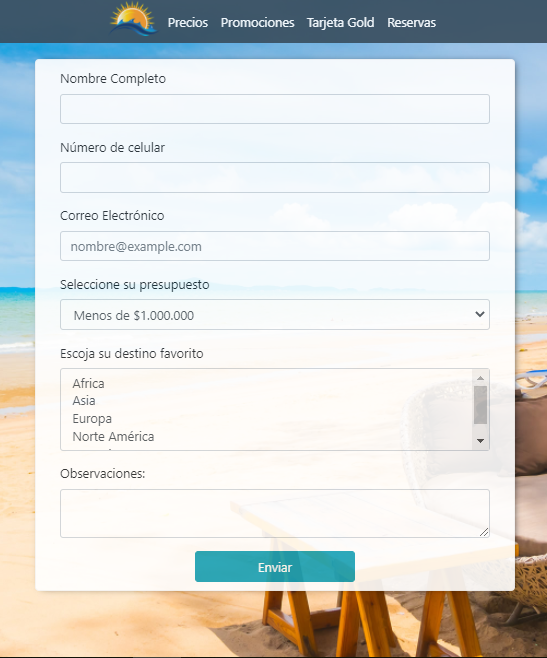 Precios Promociones Tarjeta Gold Reservas
Nombre Completo
Número de celular
Correo Electrónico
nombre@example.com
Seleccione su presupuesto
Menos de $1.000.000
Escoja su destino favorito
Africa
Asia
Europa
Norte América
Observaciones:
Enviar